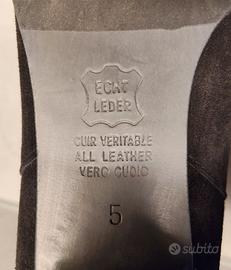 ECHT
LEDER
CUIR VERITABLE
ALL LEATHER
VERO CUOIO
5
subito